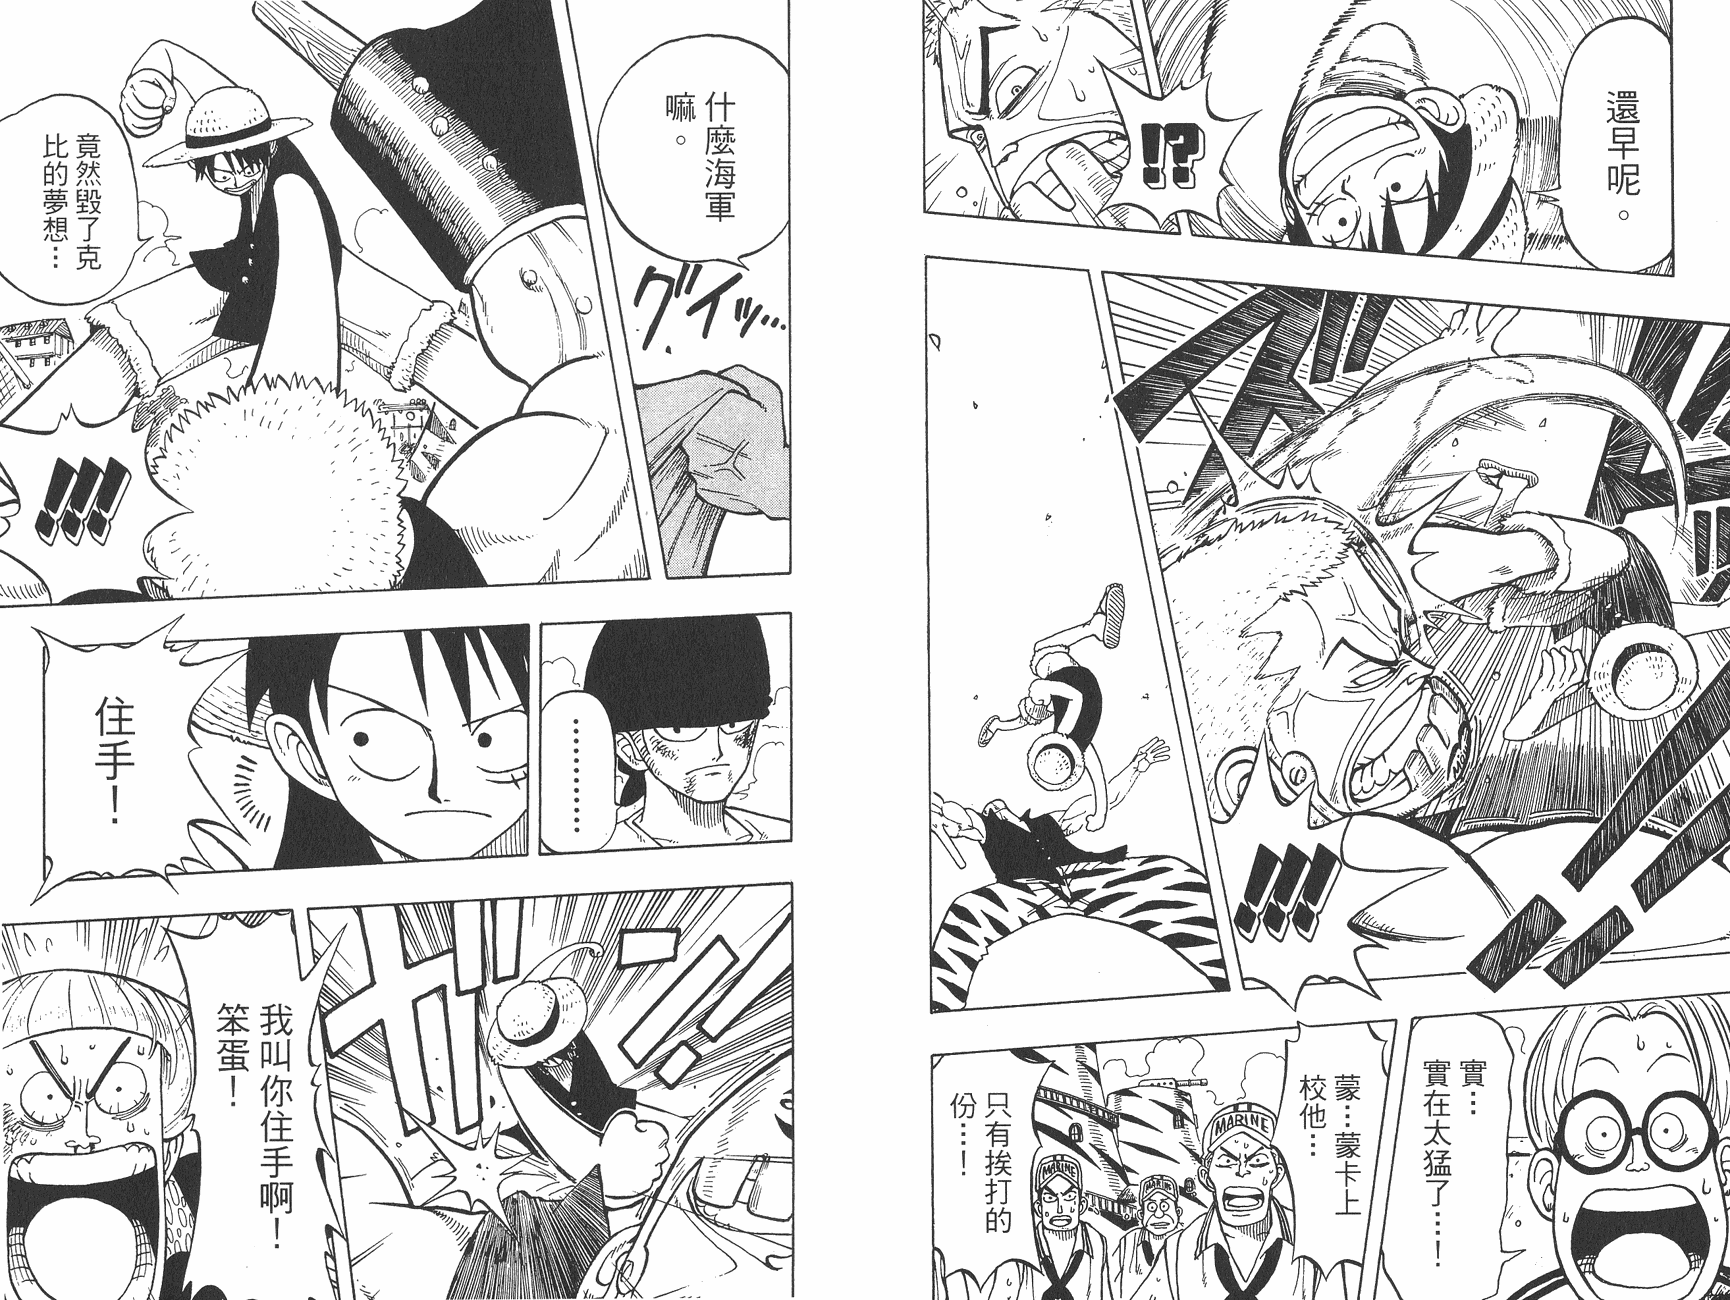 還早呢。
!?
!!!
實…
實在太猛了…!
蒙…蒙卡上
校他…
MARINE
MARINE
MARINE
只有挨打的
份…!
什麼海軍
嘛。
グイッ…
竟然毀了克
比的夢想…
!!!
…………
住手!
我叫你住手啊!
笨蛋!